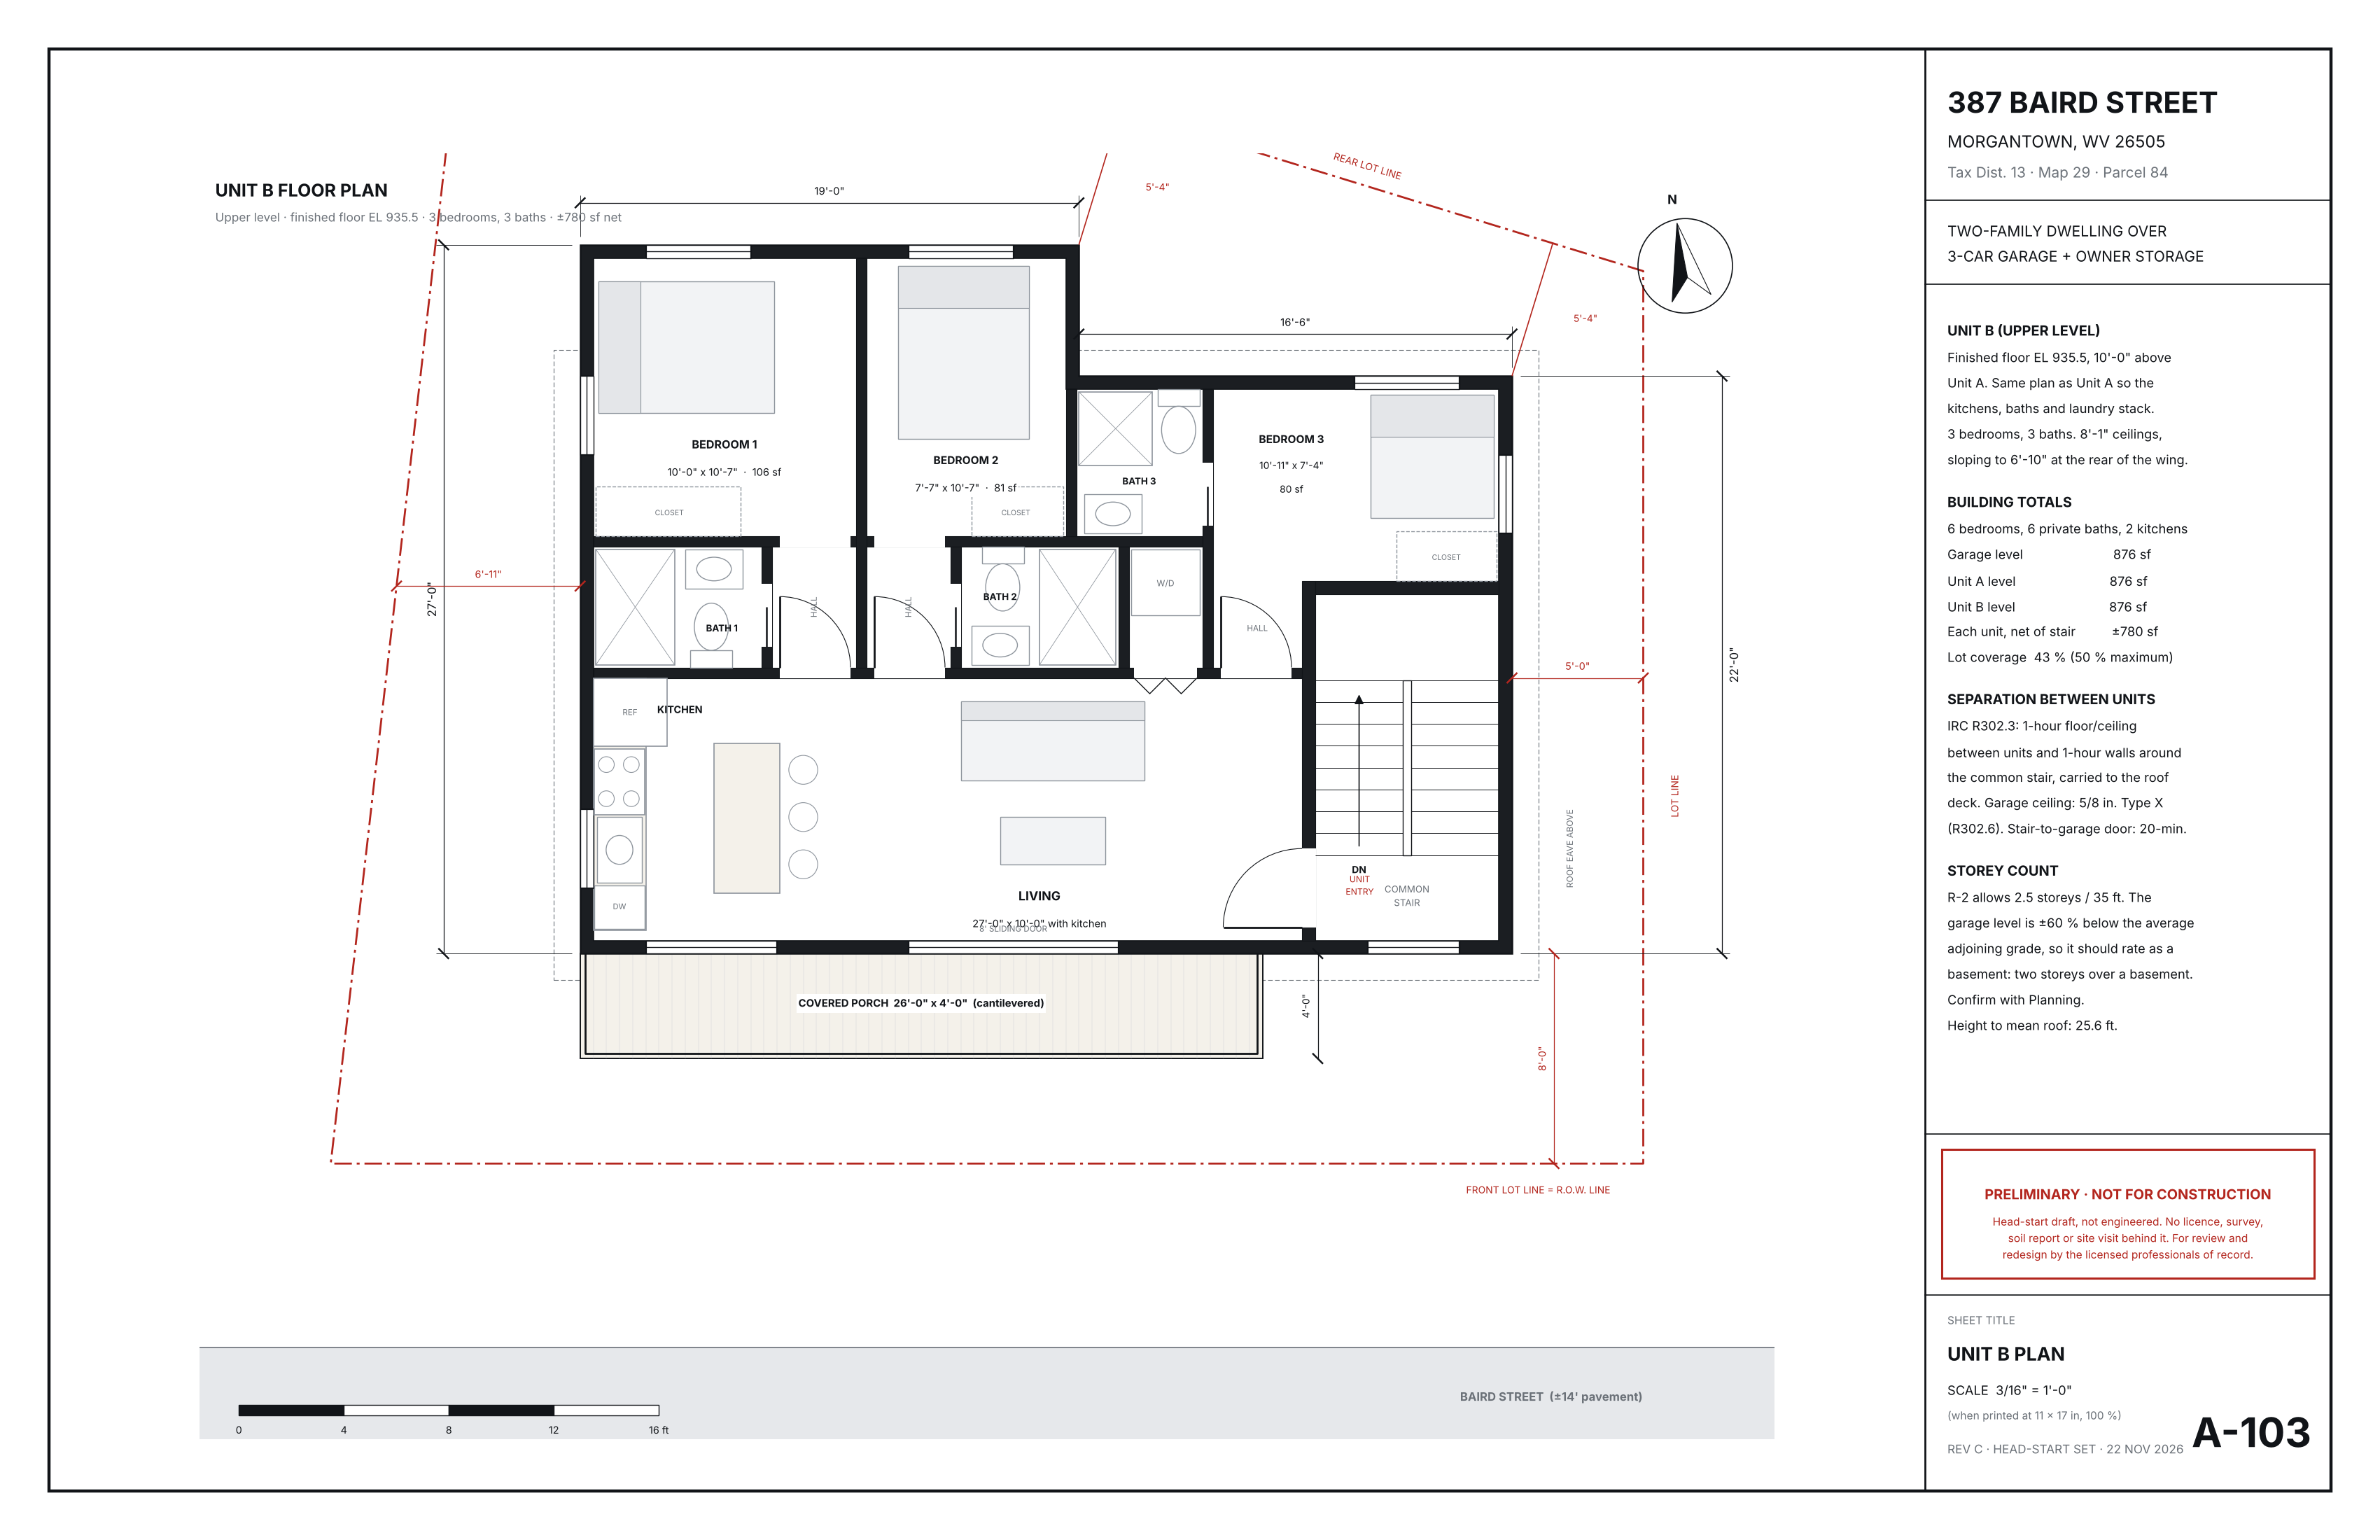 UNIT B FLOOR PLAN
Upper level · finished floor EL 935.5 · 3 bedrooms, 3 baths · ±780 sf net
19'-0"
5'-4"
REAR LOT LINE
N
5'-4"
16'-6"
BEDROOM 1
10'-0" x 10'-7" · 106 sf
CLOSET
BEDROOM 2
7'-7" x 10'-7" · 81 sf
CLOSET
BATH 3
BEDROOM 3
10'-11" x 7'-4"
80 sf
CLOSET
6'-11"
27'-0"
BATH 1
HALL
HALL
BATH 2
W/D
HALL
5'-0"
22'-0"
REF
KITCHEN
DW
LIVING
27'-0" x 10'-0" with kitchen
8' SLIDING DOOR
DN
UNIT
ENTRY
COMMON
STAIR
ROOF EAVE ABOVE
LOT LINE
COVERED PORCH 26'-0" x 4'-0" (cantilevered)
4'-0"
8'-0"
FRONT LOT LINE = R.O.W. LINE
BAIRD STREET (±14' pavement)
0 4 8 12 16 ft
387 BAIRD STREET
MORGANTOWN, WV 26505
Tax Dist. 13 · Map 29 · Parcel 84
TWO-FAMILY DWELLING OVER
3-CAR GARAGE + OWNER STORAGE
UNIT B (UPPER LEVEL)
Finished floor EL 935.5, 10'-0" above
Unit A. Same plan as Unit A so the
kitchens, baths and laundry stack.
3 bedrooms, 3 baths. 8'-1" ceilings,
sloping to 6'-10" at the rear of the wing.
BUILDING TOTALS
6 bedrooms, 6 private baths, 2 kitchens
Garage level 876 sf
Unit A level 876 sf
Unit B level 876 sf
Each unit, net of stair ±780 sf
Lot coverage 43 % (50 % maximum)
SEPARATION BETWEEN UNITS
IRC R302.3: 1-hour floor/ceiling
between units and 1-hour walls around
the common stair, carried to the roof
deck. Garage ceiling: 5/8 in. Type X
(R302.6). Stair-to-garage door: 20-min.
STOREY COUNT
R-2 allows 2.5 storeys / 35 ft. The
garage level is ±60 % below the average
adjoining grade, so it should rate as a
basement: two storeys over a basement.
Confirm with Planning.
Height to mean roof: 25.6 ft.
PRELIMINARY · NOT FOR CONSTRUCTION
Head-start draft, not engineered. No licence, survey,
soil report or site visit behind it. For review and
redesign by the licensed professionals of record.
SHEET TITLE
UNIT B PLAN
SCALE 3/16" = 1'-0"
(when printed at 11 × 17 in, 100 %)
REV C · HEAD-START SET · 22 NOV 2026
A-103